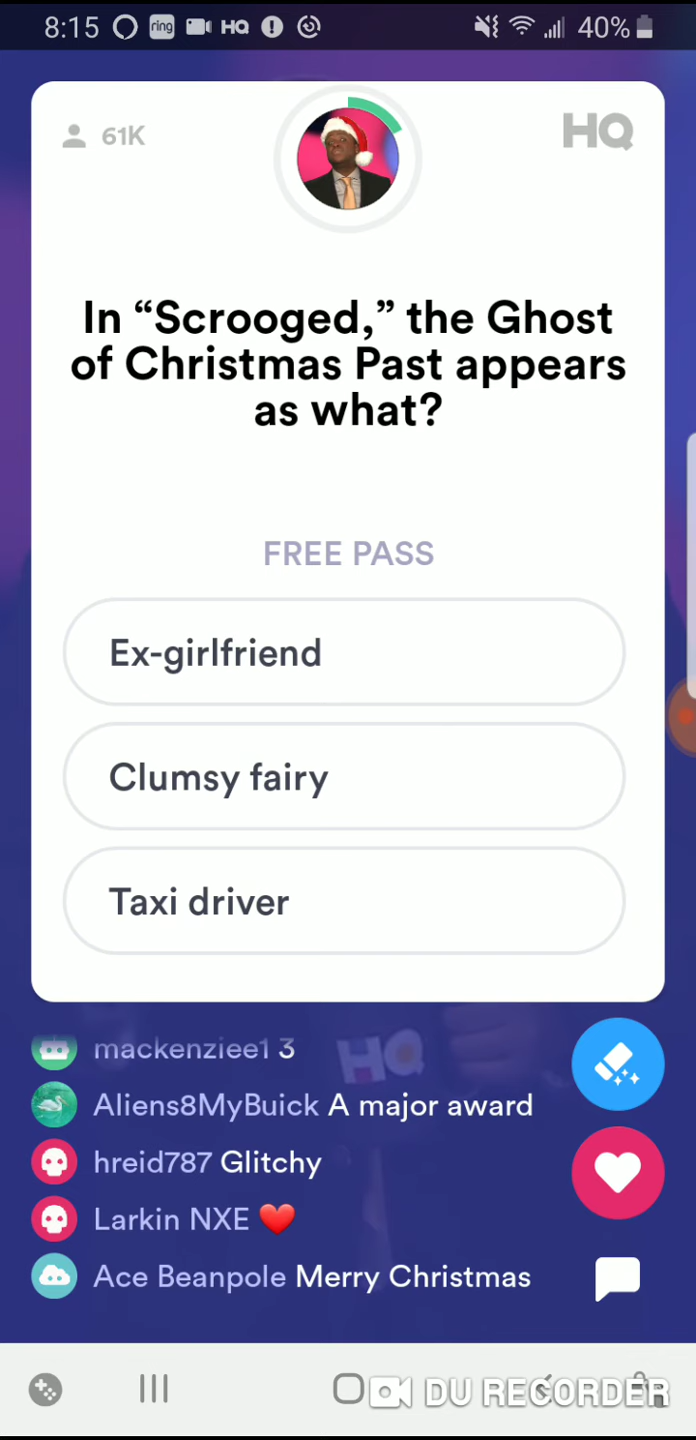 8:15 ring HQ 40%
61K HQ
In “Scrooged,” the Ghost
of Christmas Past appears
as what?
FREE PASS
Ex-girlfriend
Clumsy fairy
Taxi driver
HQ
mackenziee1 3
Aliens8MyBuick A major award
hreid787 Glitchy
Larkin NXE ❤️
Ace Beanpole Merry Christmas
DU RECORDER